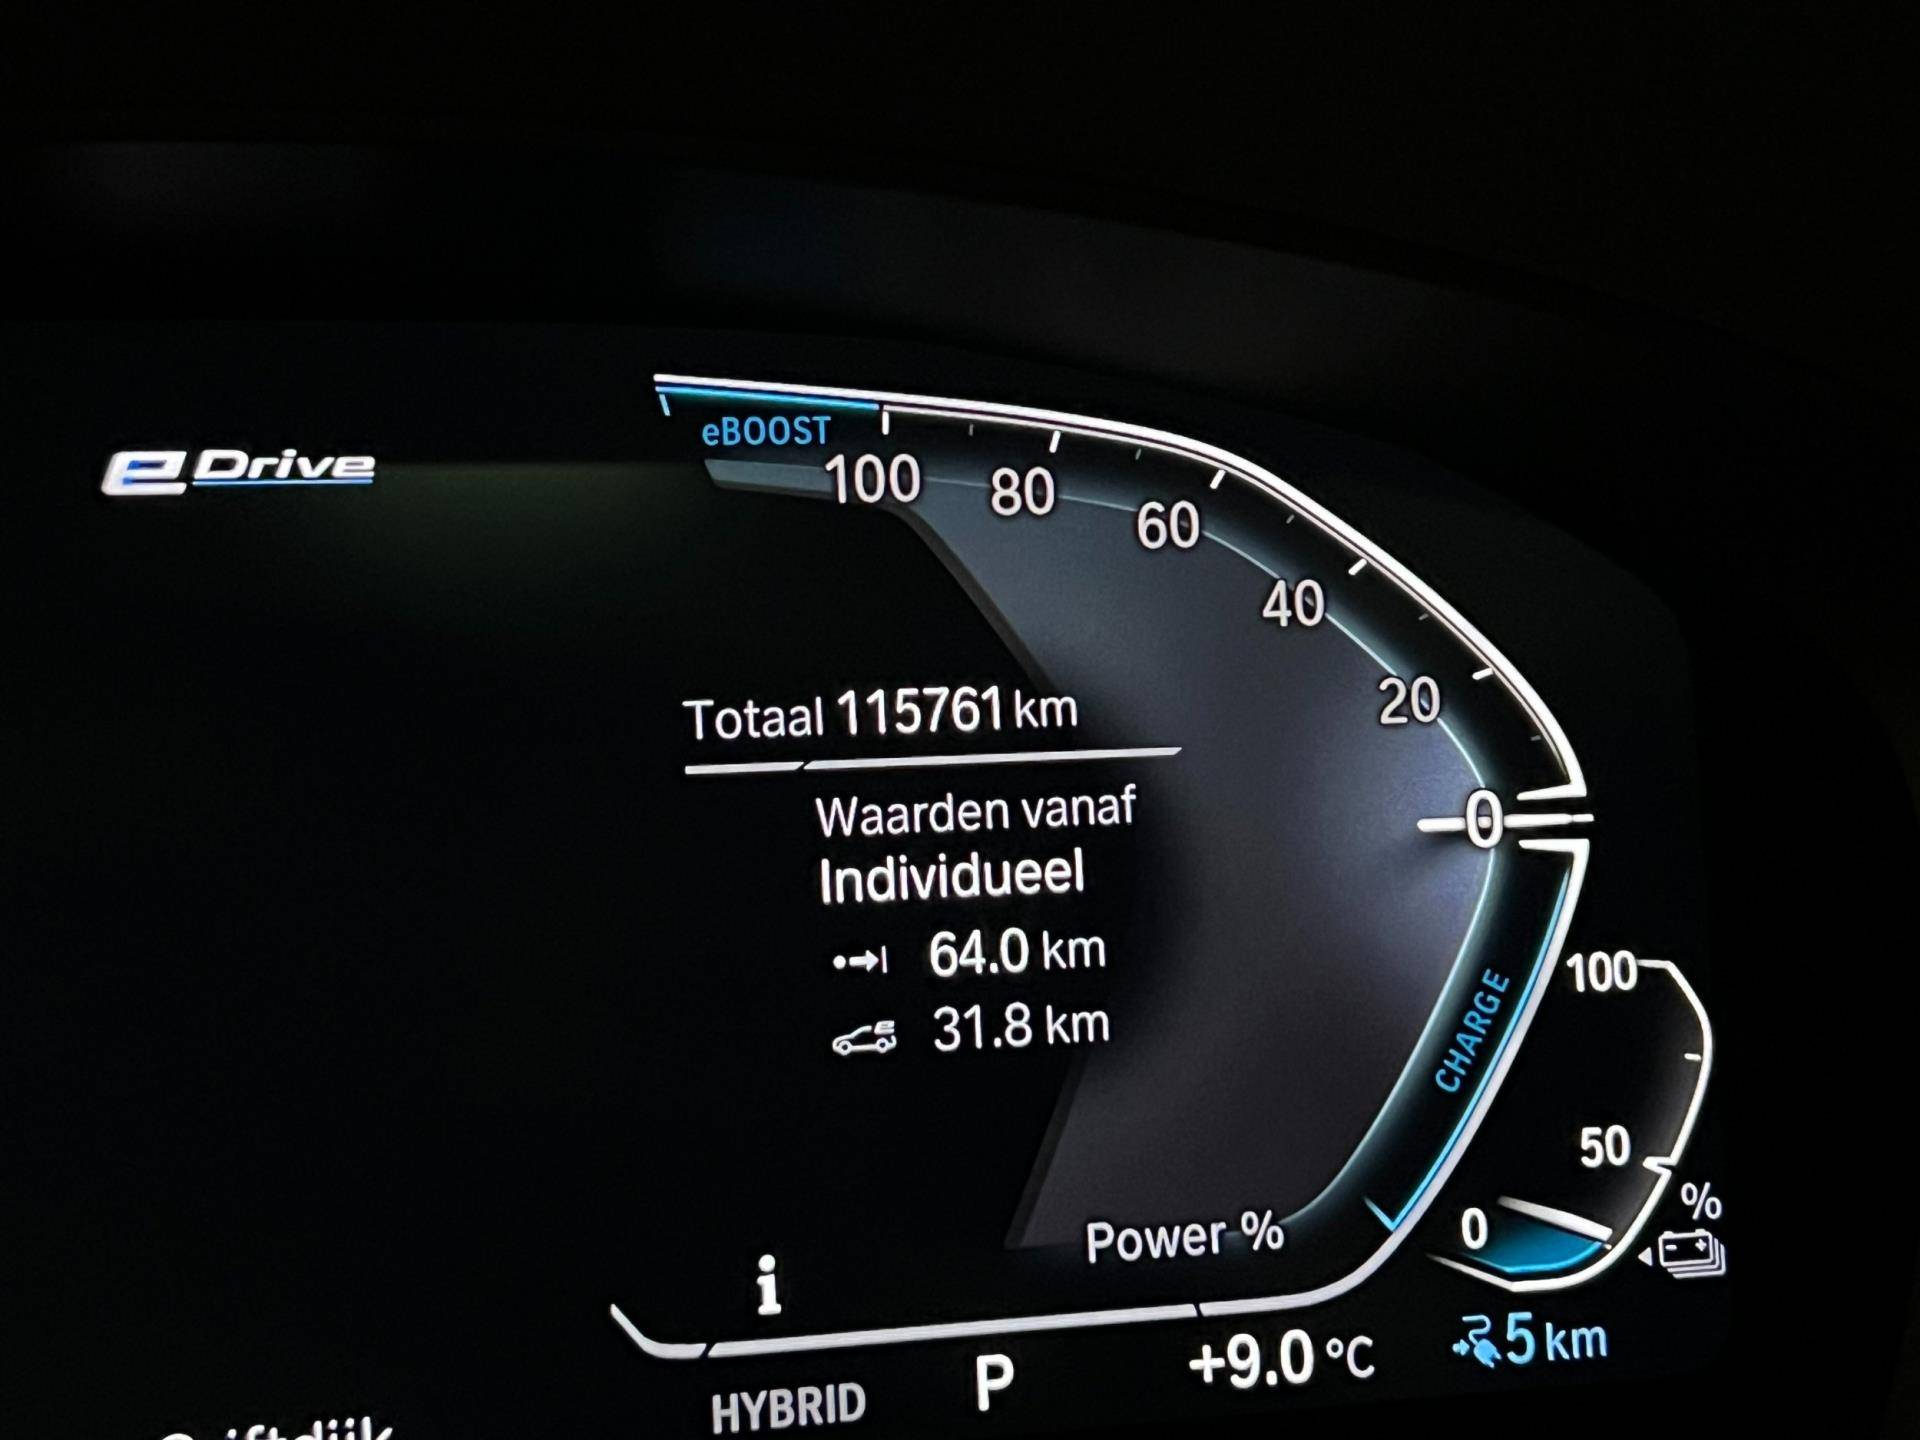 eDrive
eBOOST
100
80
60
40
20
0
Totaal 115761 km
Waarden vanaf
Individueel
64.0 km
31.8 km
CHARGE
100
50
0
%
Power %
i
HYBRID
P
+9.0 °C
5 km